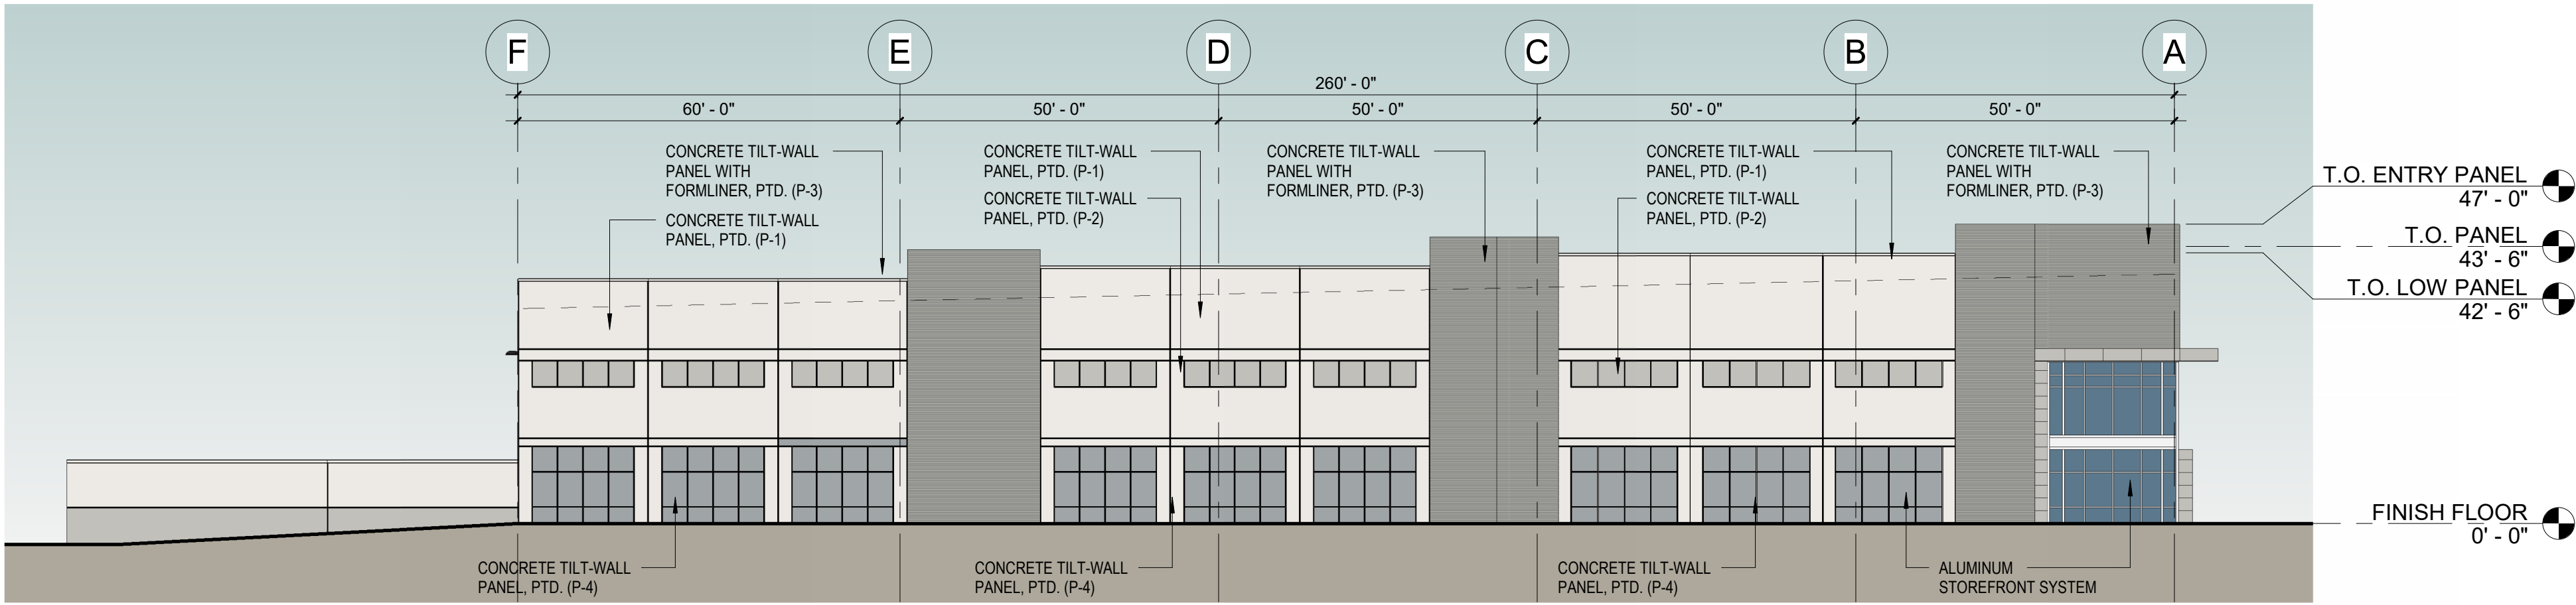 F
E
D
C
B
A
260' - 0"
60' - 0"
50' - 0"
50' - 0"
50' - 0"
50' - 0"
CONCRETE TILT-WALL
PANEL WITH
FORMLINER, PTD. (P-3)
CONCRETE TILT-WALL
PANEL, PTD. (P-1)
CONCRETE TILT-WALL
PANEL, PTD. (P-1)
CONCRETE TILT-WALL
PANEL, PTD. (P-2)
CONCRETE TILT-WALL
PANEL WITH
FORMLINER, PTD. (P-3)
CONCRETE TILT-WALL
PANEL, PTD. (P-1)
CONCRETE TILT-WALL
PANEL, PTD. (P-2)
CONCRETE TILT-WALL
PANEL WITH
FORMLINER, PTD. (P-3)
T.O. ENTRY PANEL
47' - 0"
T.O. PANEL
43' - 6"
T.O. LOW PANEL
42' - 6"
FINISH FLOOR
0' - 0"
CONCRETE TILT-WALL
PANEL, PTD. (P-4)
CONCRETE TILT-WALL
PANEL, PTD. (P-4)
CONCRETE TILT-WALL
PANEL, PTD. (P-4)
ALUMINUM
STOREFRONT SYSTEM